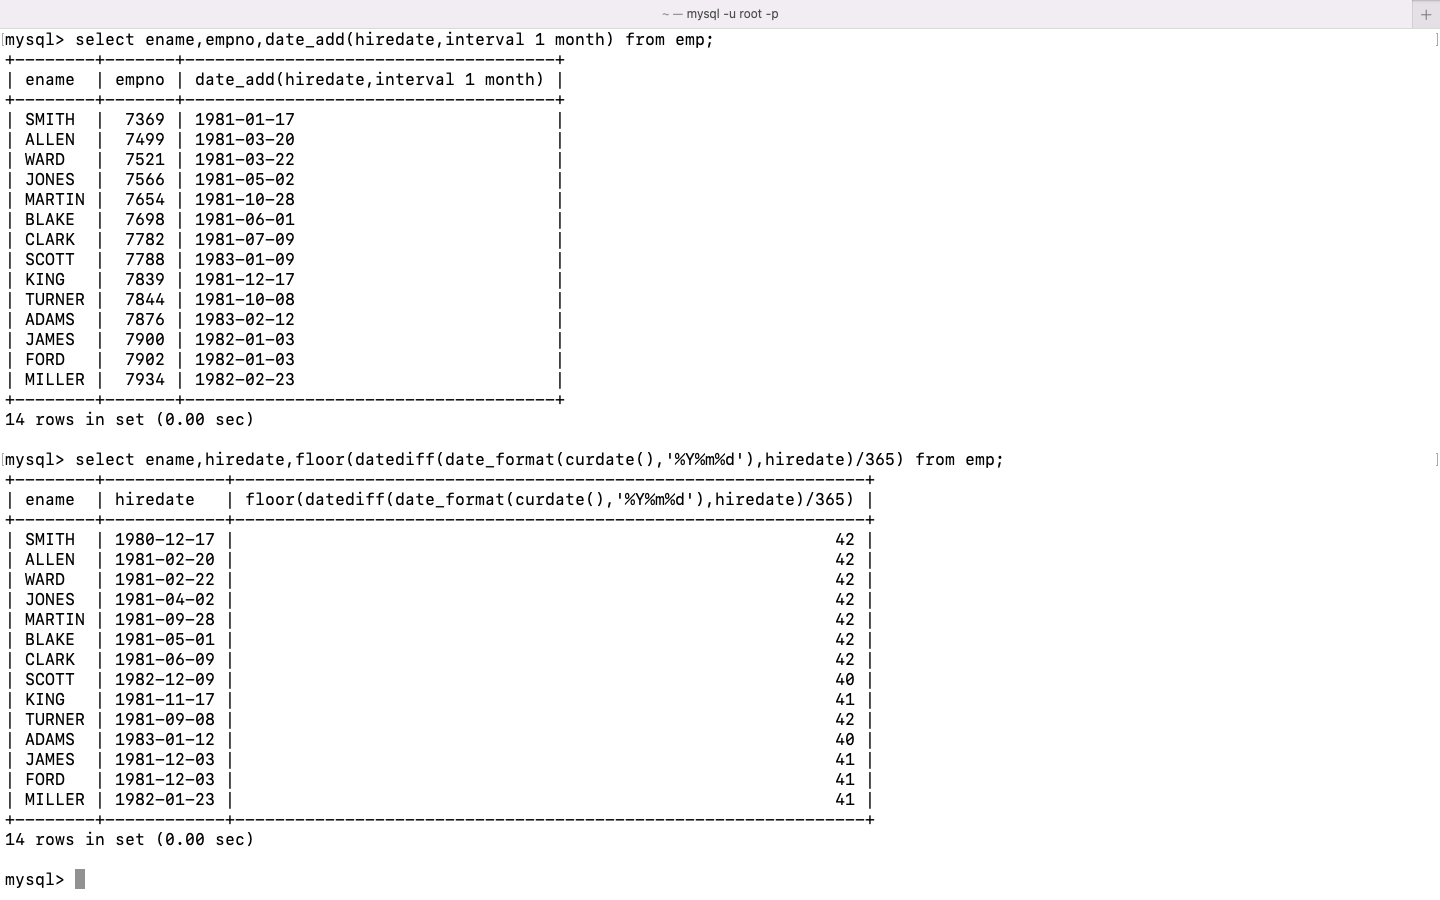 ~ — mysql -u root -p
+
mysql> select ename,empno,date_add(hiredate,interval 1 month) from emp;
+--------+-------+-------------------------------------+
| ename  | empno | date_add(hiredate,interval 1 month) |
+--------+-------+-------------------------------------+
| SMITH  |  7369 | 1981-01-17                          |
| ALLEN  |  7499 | 1981-03-20                          |
| WARD   |  7521 | 1981-03-22                          |
| JONES  |  7566 | 1981-05-02                          |
| MARTIN |  7654 | 1981-10-28                          |
| BLAKE  |  7698 | 1981-06-01                          |
| CLARK  |  7782 | 1981-07-09                          |
| SCOTT  |  7788 | 1983-01-09                          |
| KING   |  7839 | 1981-12-17                          |
| TURNER |  7844 | 1981-10-08                          |
| ADAMS  |  7876 | 1983-02-12                          |
| JAMES  |  7900 | 1982-01-03                          |
| FORD   |  7902 | 1982-01-03                          |
| MILLER |  7934 | 1982-02-23                          |
+--------+-------+-------------------------------------+
14 rows in set (0.00 sec)
mysql> select ename,hiredate,floor(datediff(date_format(curdate(),'%Y%m%d'),hiredate)/365) from emp;
+--------+------------+---------------------------------------------------------------+
| ename  | hiredate   | floor(datediff(date_format(curdate(),'%Y%m%d'),hiredate)/365) |
+--------+------------+---------------------------------------------------------------+
| SMITH  | 1980-12-17 |                                                            42 |
| ALLEN  | 1981-02-20 |                                                            42 |
| WARD   | 1981-02-22 |                                                            42 |
| JONES  | 1981-04-02 |                                                            42 |
| MARTIN | 1981-09-28 |                                                            42 |
| BLAKE  | 1981-05-01 |                                                            42 |
| CLARK  | 1981-06-09 |                                                            42 |
| SCOTT  | 1982-12-09 |                                                            40 |
| KING   | 1981-11-17 |                                                            41 |
| TURNER | 1981-09-08 |                                                            42 |
| ADAMS  | 1983-01-12 |                                                            40 |
| JAMES  | 1981-12-03 |                                                            41 |
| FORD   | 1981-12-03 |                                                            41 |
| MILLER | 1982-01-23 |                                                            41 |
+--------+------------+---------------------------------------------------------------+
14 rows in set (0.00 sec)
mysql>